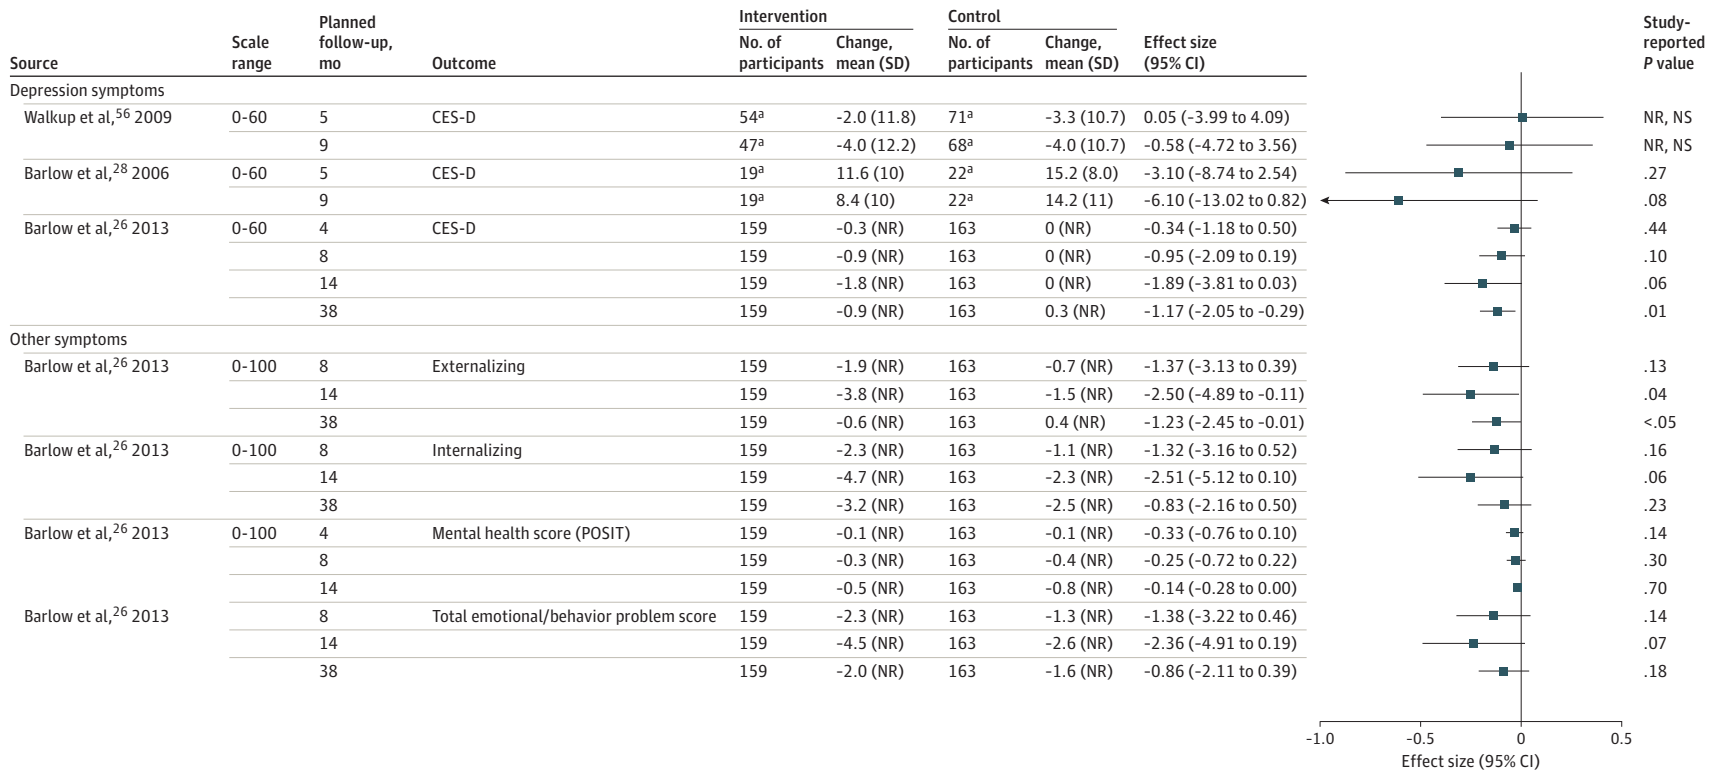 Source Scale range Planned follow-up, mo Outcome Intervention No. of participants Change, mean (SD) Control No. of participants Change, mean (SD) Effect size (95% CI) Study-reported P value
Depression symptoms
Walkup et al,56 2009 0-60 5 CES-D 54a -2.0 (11.8) 71a -3.3 (10.7) 0.05 (-3.99 to 4.09) NR, NS
9 47a -4.0 (12.2) 68a -4.0 (10.7) -0.58 (-4.72 to 3.56) NR, NS
Barlow et al,28 2006 0-60 5 CES-D 19a 11.6 (10) 22a 15.2 (8.0) -3.10 (-8.74 to 2.54) .27
9 19a 8.4 (10) 22a 14.2 (11) -6.10 (-13.02 to 0.82) .08
Barlow et al,26 2013 0-60 4 CES-D 159 -0.3 (NR) 163 0 (NR) -0.34 (-1.18 to 0.50) .44
8 159 -0.9 (NR) 163 0 (NR) -0.95 (-2.09 to 0.19) .10
14 159 -1.8 (NR) 163 0 (NR) -1.89 (-3.81 to 0.03) .06
38 159 -0.9 (NR) 163 0.3 (NR) -1.17 (-2.05 to -0.29) .01
Other symptoms
Barlow et al,26 2013 0-100 8 Externalizing 159 -1.9 (NR) 163 -0.7 (NR) -1.37 (-3.13 to 0.39) .13
14 159 -3.8 (NR) 163 -1.5 (NR) -2.50 (-4.89 to -0.11) .04
38 159 -0.6 (NR) 163 0.4 (NR) -1.23 (-2.45 to -0.01) <.05
Barlow et al,26 2013 0-100 8 Internalizing 159 -2.3 (NR) 163 -1.1 (NR) -1.32 (-3.16 to 0.52) .16
14 159 -4.7 (NR) 163 -2.3 (NR) -2.51 (-5.12 to 0.10) .06
38 159 -3.2 (NR) 163 -2.5 (NR) -0.83 (-2.16 to 0.50) .23
Barlow et al,26 2013 0-100 4 Mental health score (POSIT) 159 -0.1 (NR) 163 -0.1 (NR) -0.33 (-0.76 to 0.10) .14
8 159 -0.3 (NR) 163 -0.4 (NR) -0.25 (-0.72 to 0.22) .30
14 159 -0.5 (NR) 163 -0.8 (NR) -0.14 (-0.28 to 0.00) .70
Barlow et al,26 2013 8 Total emotional/behavior problem score 159 -2.3 (NR) 163 -1.3 (NR) -1.38 (-3.22 to 0.46) .14
14 159 -4.5 (NR) 163 -2.6 (NR) -2.36 (-4.91 to 0.19) .07
38 159 -2.0 (NR) 163 -1.6 (NR) -0.86 (-2.11 to 0.39) .18
-1.0 -0.5 0 0.5
Effect size (95% CI)